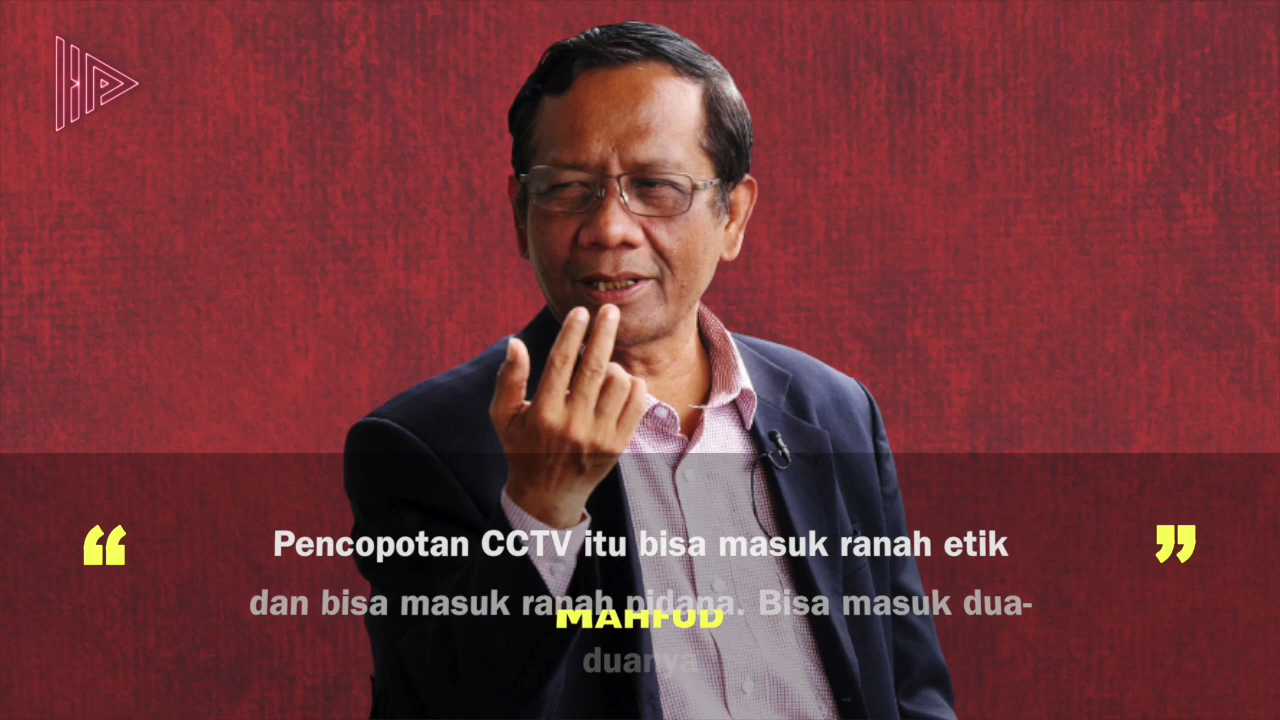 Pencopotan CCTV itu bisa masuk ranah etik
dan bisa masuk ranah pidana. Bisa masuk dua-
MAHFUD
duanya